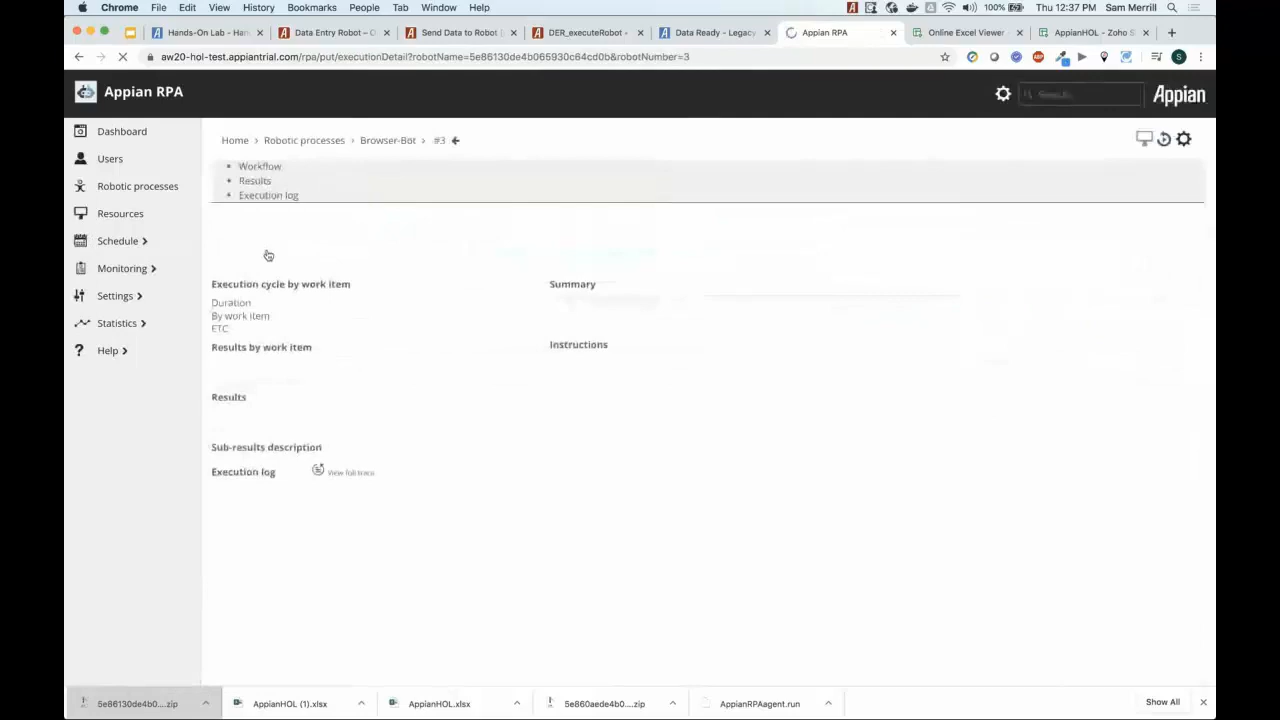 Chrome File Edit View History Bookmarks People Tab Window Help 100% Thu 12:37 PM Sam Merrill
Hands-On Lab - Han Data Entry Robot – O Send Data to Robot DER_executeRobot - Data Ready - Legacy Appian RPA Online Excel Viewer AppianHOL - Zoho S
aw20-hol-test.appiantrial.com/rpa/put/executionDetail?robotName=5e86130de4b065930c64cd0b&robotNumber=3
Appian RPA Search... Appian
Dashboard
Users
Robotic processes
Resources
Schedule
Monitoring
Settings
Statistics
Help
Home › Robotic processes › Browser-Bot › #3
Workflow
Results
Execution log
Execution cycle by work item Summary
Duration
By work item
ETC
Results by work item Instructions
Results
Sub-results description
Execution log View full trace
5e86130de4b0....zip AppianHOL (1).xlsx AppianHOL.xlsx 5e860aede4b0....zip AppianRPAagent.run Show All